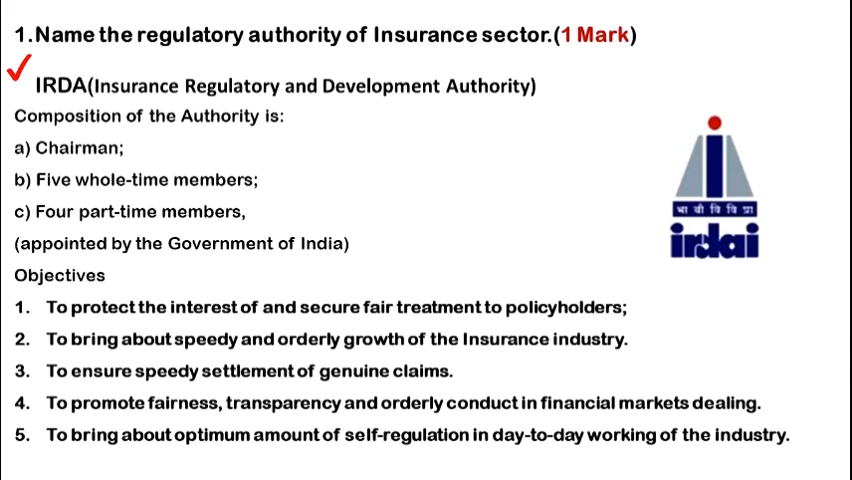 1.Name the regulatory authority of Insurance sector.(1 Mark)
IRDA(Insurance Regulatory and Development Authority)
Composition of the Authority is:
a) Chairman;
b) Five whole-time members;
c) Four part-time members,
(appointed by the Government of India)
भा बी वि वि प्रा
irdai
Objectives
1. To protect the interest of and secure fair treatment to policyholders;
2. To bring about speedy and orderly growth of the Insurance industry.
3. To ensure speedy settlement of genuine claims.
4. To promote fairness, transparency and orderly conduct in financial markets dealing.
5. To bring about optimum amount of self-regulation in day-to-day working of the industry.